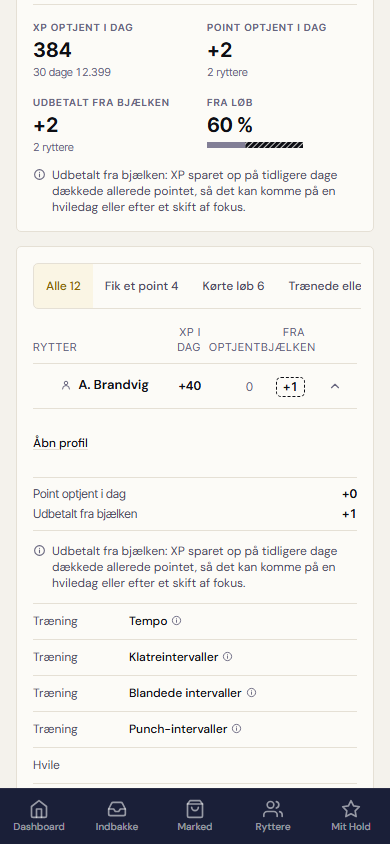 XP OPTJENT I DAG
384
30 dage 12.399
POINT OPTJENT I DAG
+2
2 ryttere
UDBETALT FRA BJÆLKEN
+2
2 ryttere
FRA LØB
60 %
Udbetalt fra bjælken: XP sparet op på tidligere dage
dækkede allerede pointet, så det kan komme på en
hviledag eller efter et skift af fokus.
Alle 12 Fik et point 4 Kørte løb 6 Trænede elle
RYTTER XP I DAG OPTJENT FRA BJÆLKEN
A. Brandvig +40 0 +1
Åbn profil
Point optjent i dag +0
Udbetalt fra bjælken +1
Udbetalt fra bjælken: XP sparet op på tidligere dage
dækkede allerede pointet, så det kan komme på en
hviledag eller efter et skift af fokus.
Træning Tempo
Træning Klatreintervaller
Træning Blandede intervaller
Træning Punch-intervaller
Hvile
Dashboard Indbakke Marked Ryttere Mit Hold